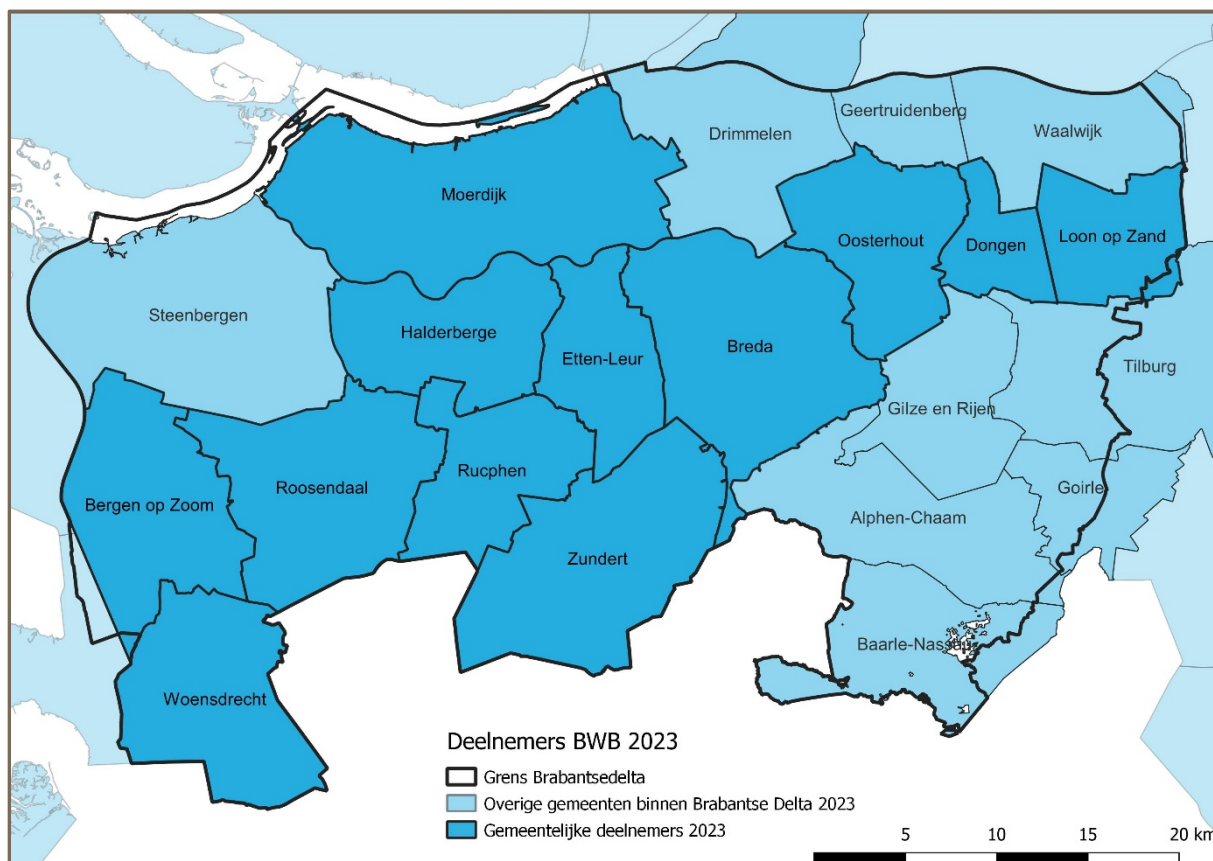 Geertruidenberg
Drimmelen
Waalwijk
Moerdijk
Oosterhout
Dongen
Loon op Zand
Steenbergen
Halderberge
Etten-Leur
Breda
Tilburg
Gilze en Rijen
Rucphen
Roosendaal
Bergen op Zoom
Goirle
Alphen-Chaam
Zundert
Baarle-Nassau
Woensdrecht
Deelnemers BWB 2023
Grens Brabantsedelta
Overige gemeenten binnen Brabantse Delta 2023
Gemeentelijke deelnemers 2023
5 10 15 20 km